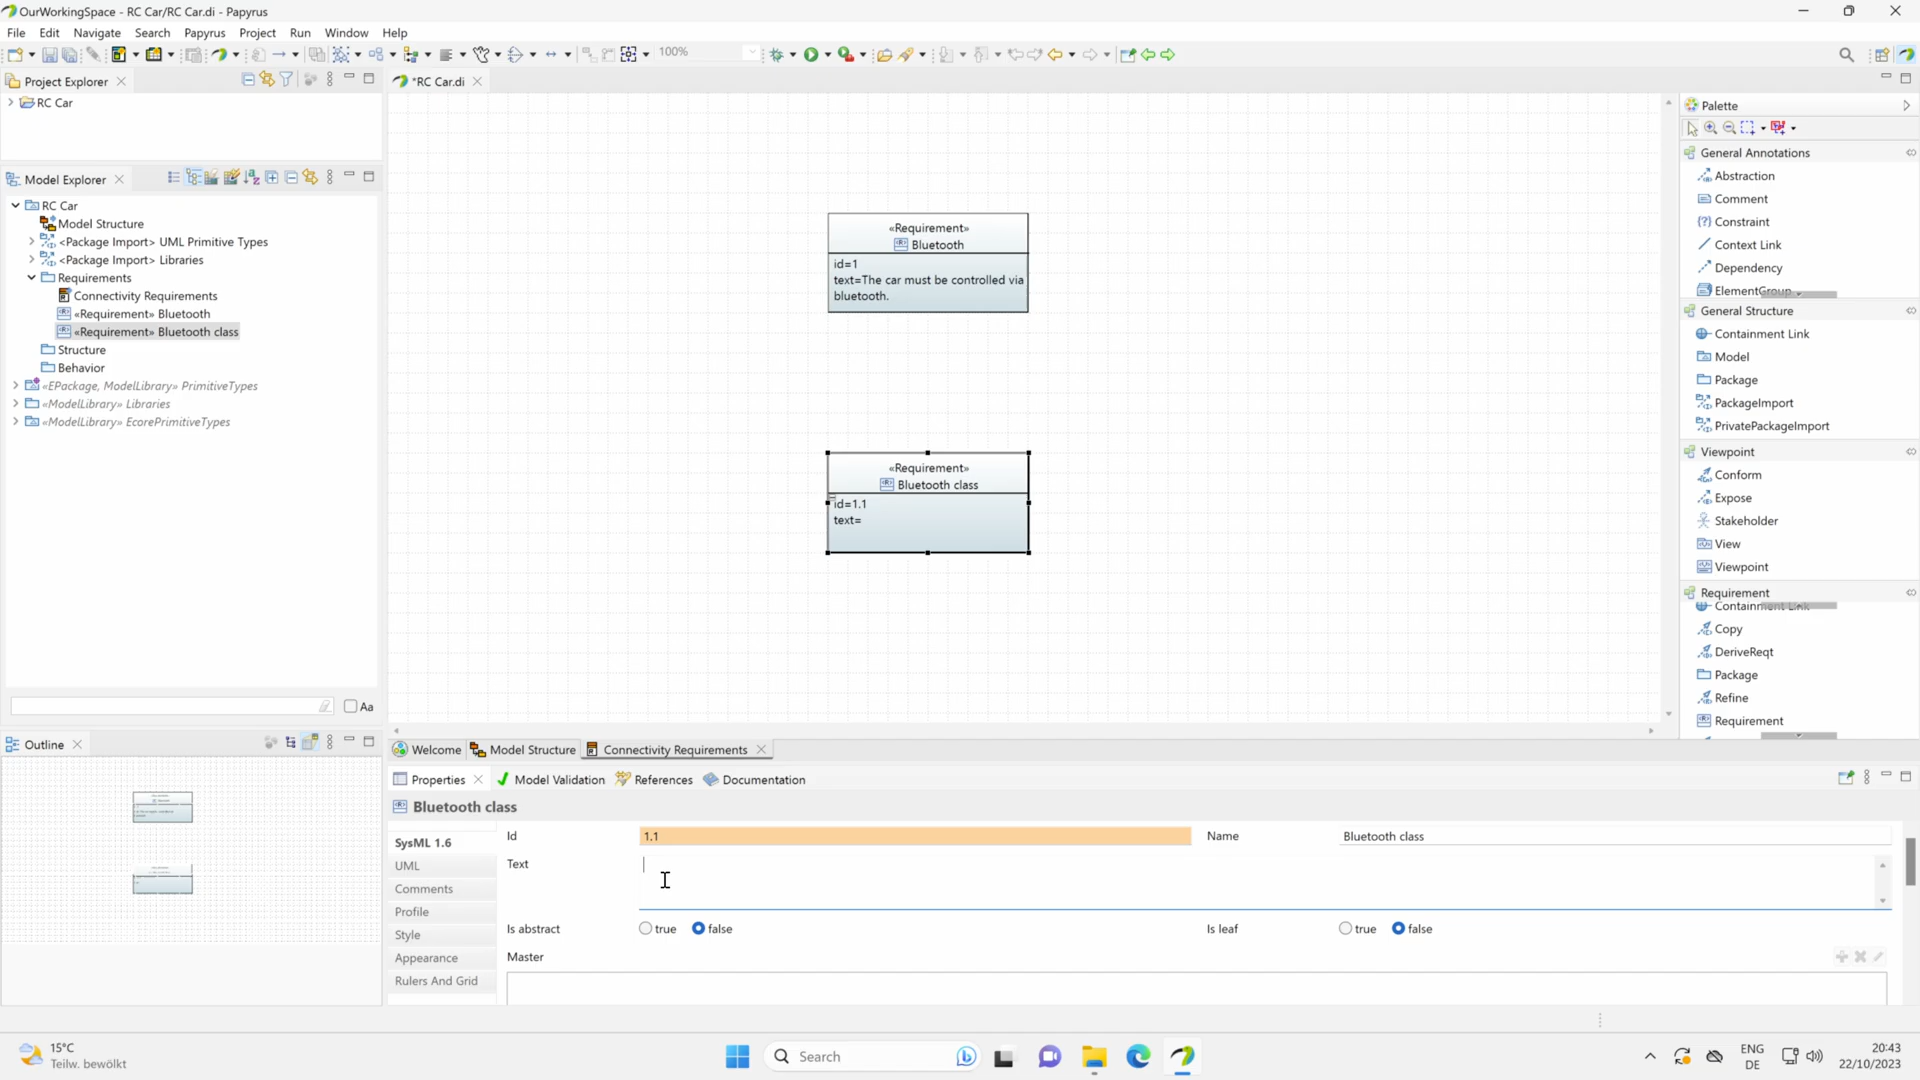 OurWorkingSpace - RC Car/RC Car.di - Papyrus
File Edit Navigate Search Papyrus Project Run Window Help
100%
Project Explorer
RC Car
Model Explorer
RC Car
Model Structure
<Package Import> UML Primitive Types
<Package Import> Libraries
Requirements
Connectivity Requirements
«Requirement» Bluetooth
«Requirement» Bluetooth class
Structure
Behavior
«EPackage, ModelLibrary» PrimitiveTypes
«ModelLibrary» Libraries
«ModelLibrary» EcorePrimitiveTypes
Aa
Outline
*RC Car.di
«Requirement»
Bluetooth
id=1
text=The car must be controlled via
bluetooth.
«Requirement»
Bluetooth class
id=1.1
text=
Palette
General Annotations
Abstraction
Comment
Constraint
Context Link
Dependency
ElementGroup
General Structure
Containment Link
Model
Package
PackageImport
PrivatePackageImport
Viewpoint
Conform
Expose
Stakeholder
View
Viewpoint
Requirement
Containment Link
Copy
DeriveReqt
Package
Refine
Requirement
Welcome Model Structure Connectivity Requirements
Properties Model Validation References Documentation
Bluetooth class
SysML 1.6
UML
Comments
Profile
Style
Appearance
Rulers And Grid
Id 1.1 Name Bluetooth class
Text
Is abstract true false Is leaf true false
Master
15°C
Teilw. bewölkt
Search
ENG
DE
20:43
22/10/2023